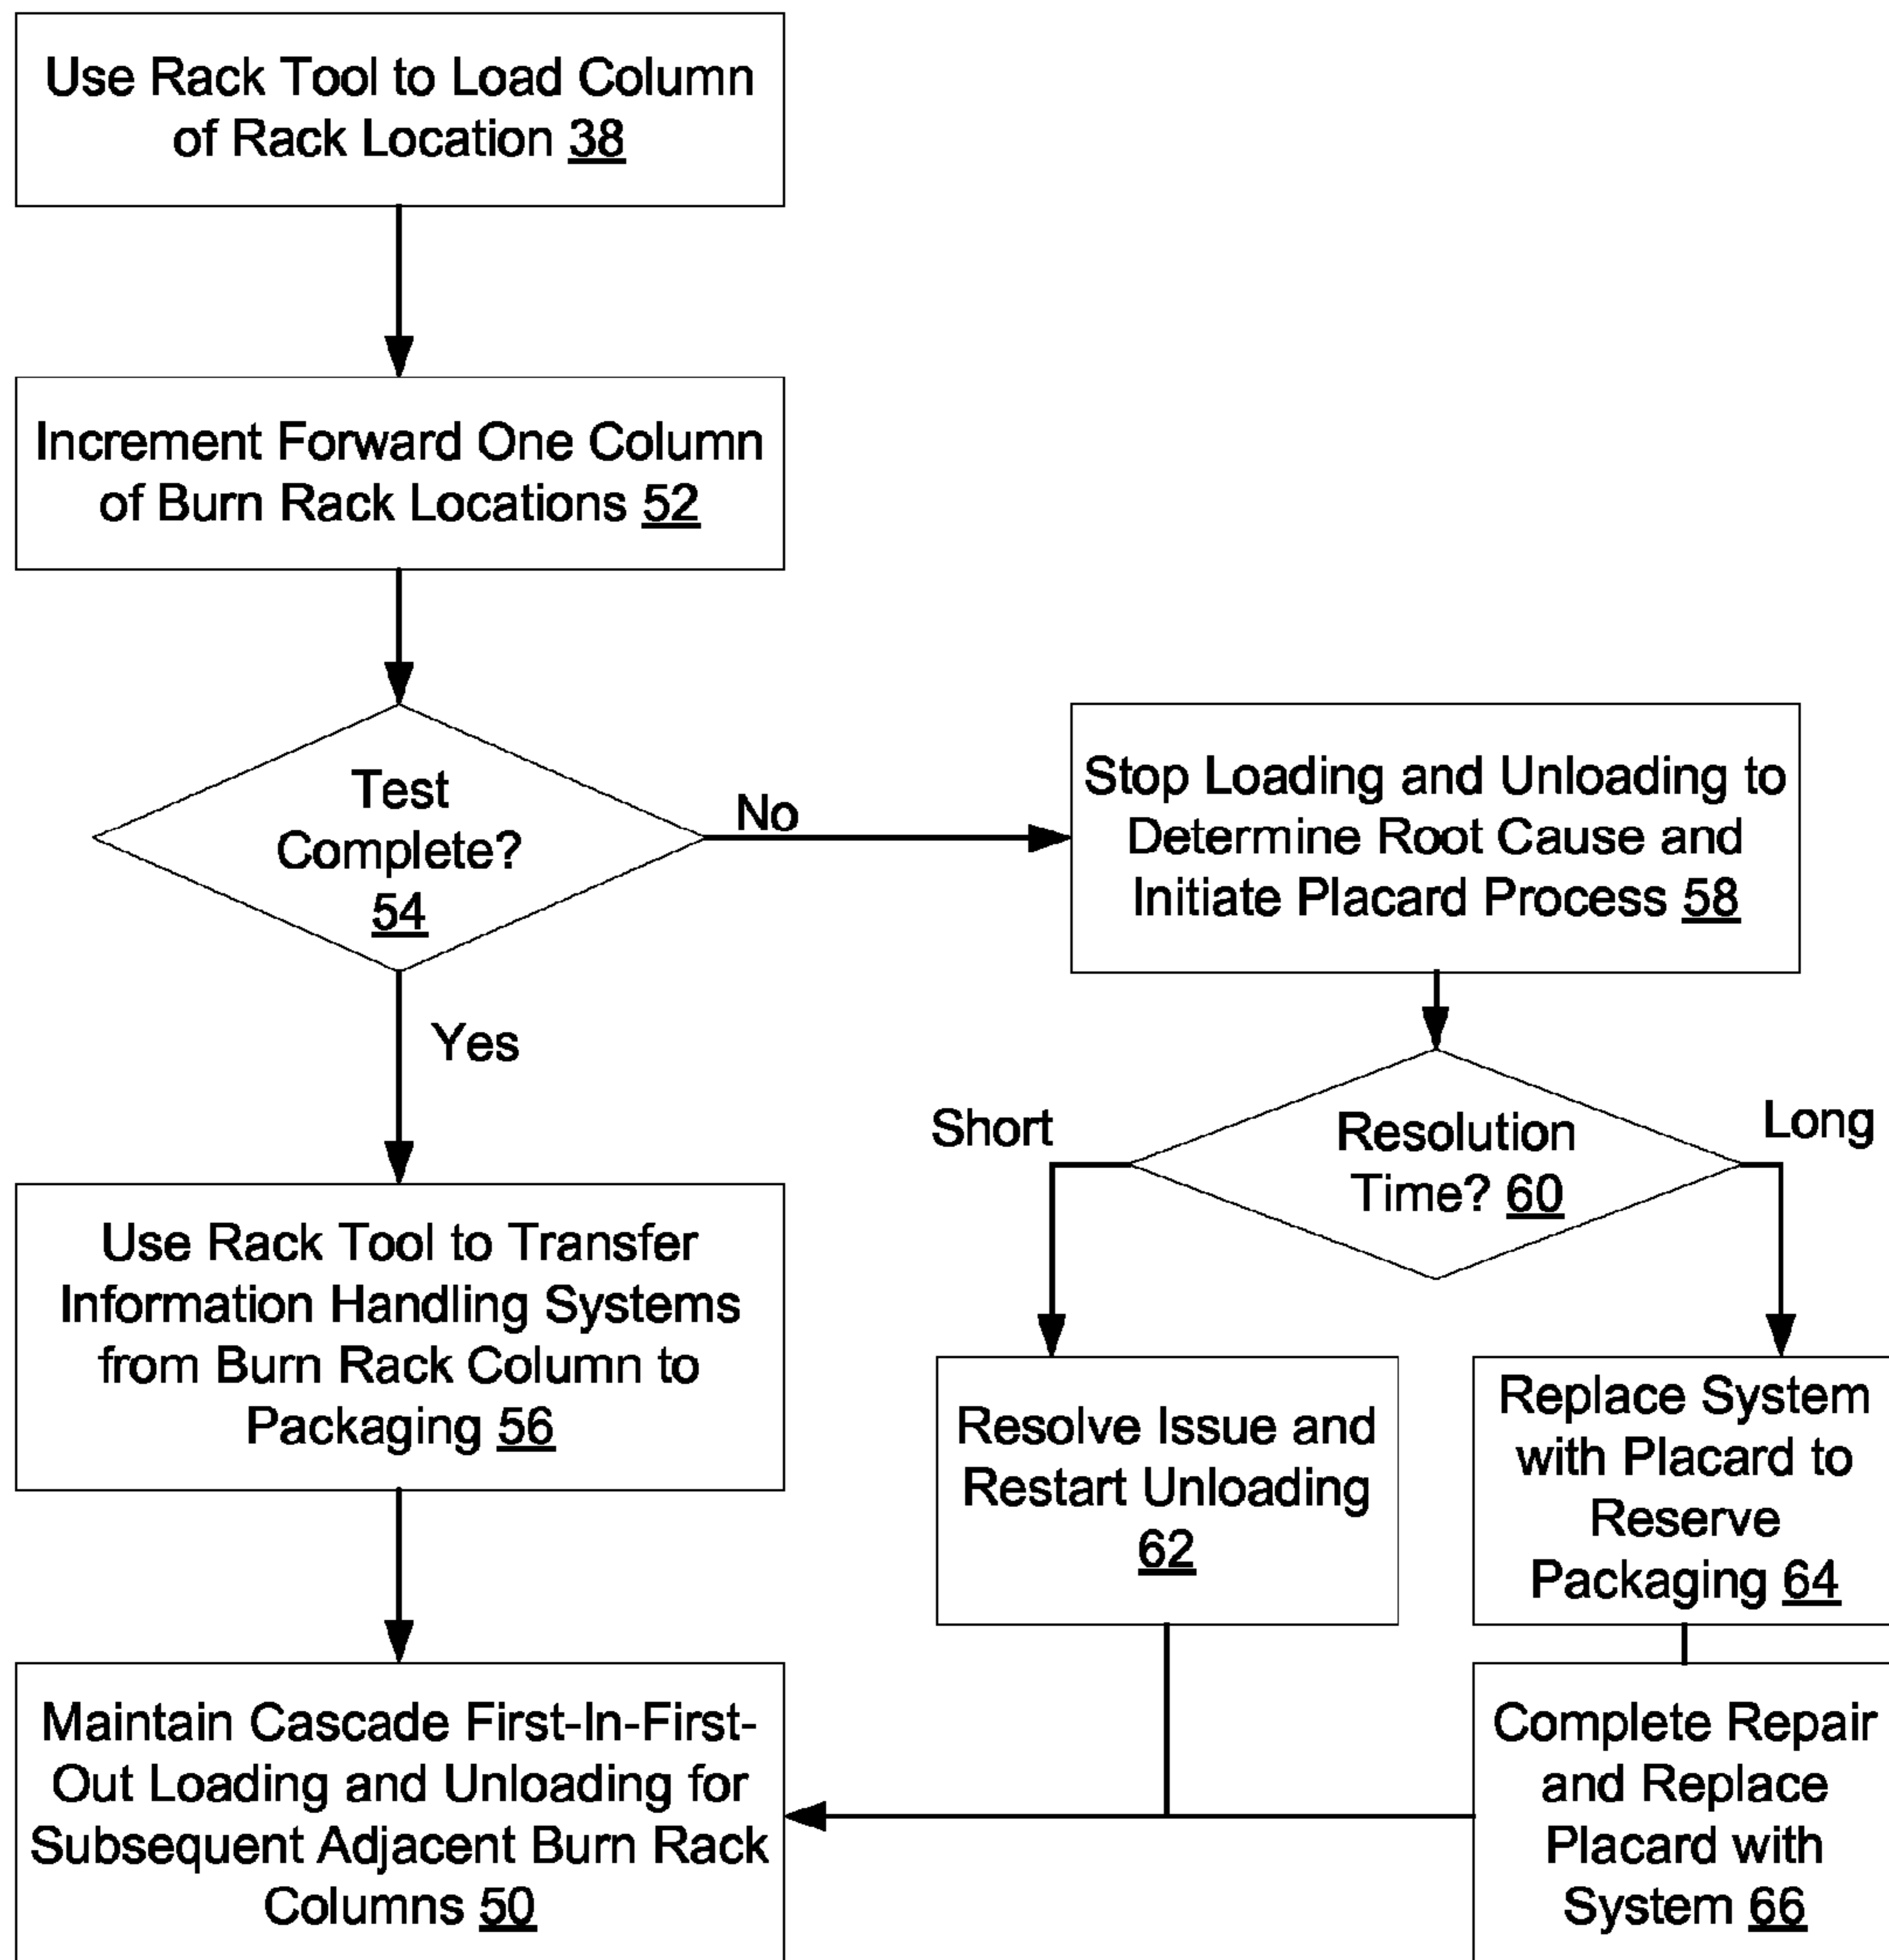 Use Rack Tool to Load Column
of Rack Location 38
Increment Forward One Column
of Burn Rack Locations 52
Test
Complete?
54
No
Stop Loading and Unloading to
Determine Root Cause and
Initiate Placard Process 58
Yes
Resolution
Time? 60
Short
Long
Use Rack Tool to Transfer
Information Handling Systems
from Burn Rack Column to
Packaging 56
Resolve Issue and
Restart Unloading
62
Replace System
with Placard to
Reserve
Packaging 64
Maintain Cascade First-In-First-
Out Loading and Unloading for
Subsequent Adjacent Burn Rack
Columns 50
Complete Repair
and Replace
Placard with
System 66